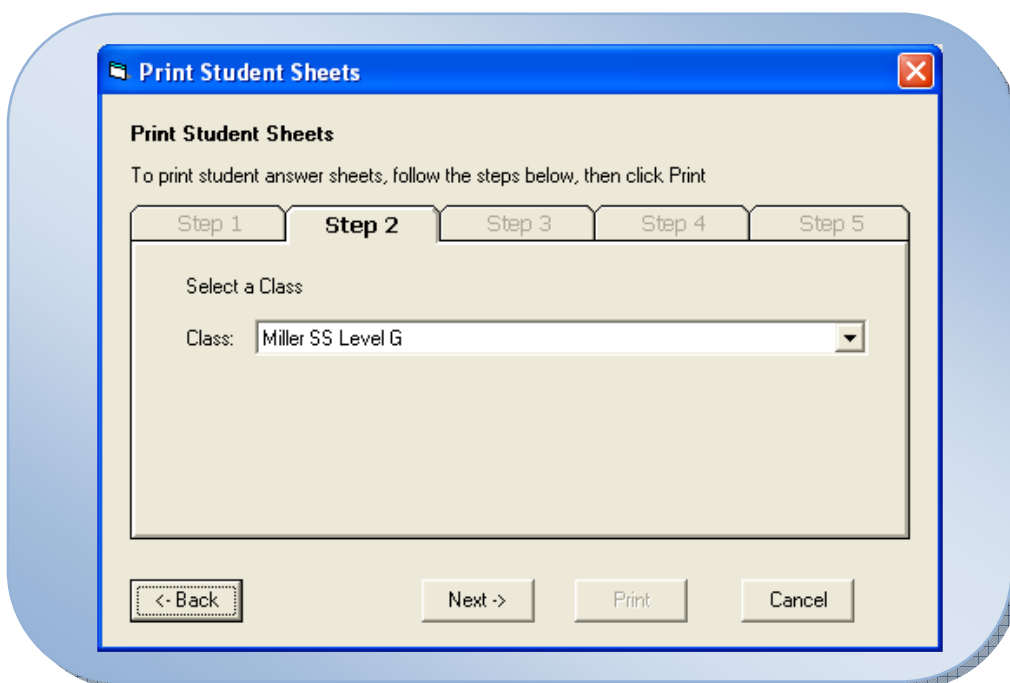 Print Student Sheets
Print Student Sheets
To print student answer sheets, follow the steps below, then click Print
Step 1 Step 2 Step 3 Step 4 Step 5
Select a Class
Class: Miller SS Level G
<- Back Next -> Print Cancel